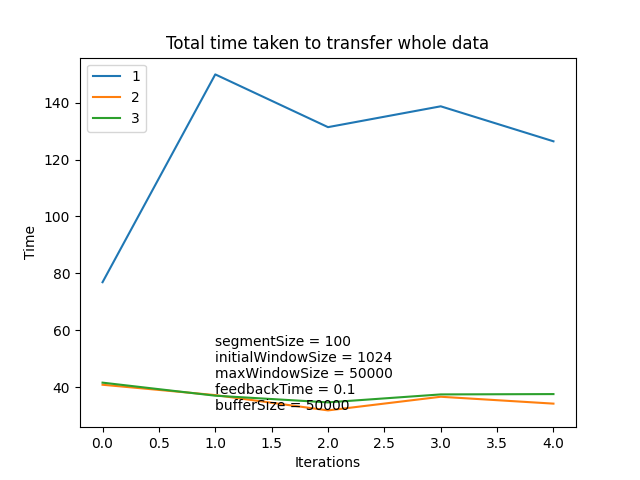 Total time taken to transfer whole data
1
2
3
140
120
100
80
60
40
Time
segmentSize = 100
initialWindowSize = 1024
maxWindowSize = 50000
feedbackTime = 0.1
bufferSize = 50000
0.0 0.5 1.0 1.5 2.0 2.5 3.0 3.5 4.0
Iterations